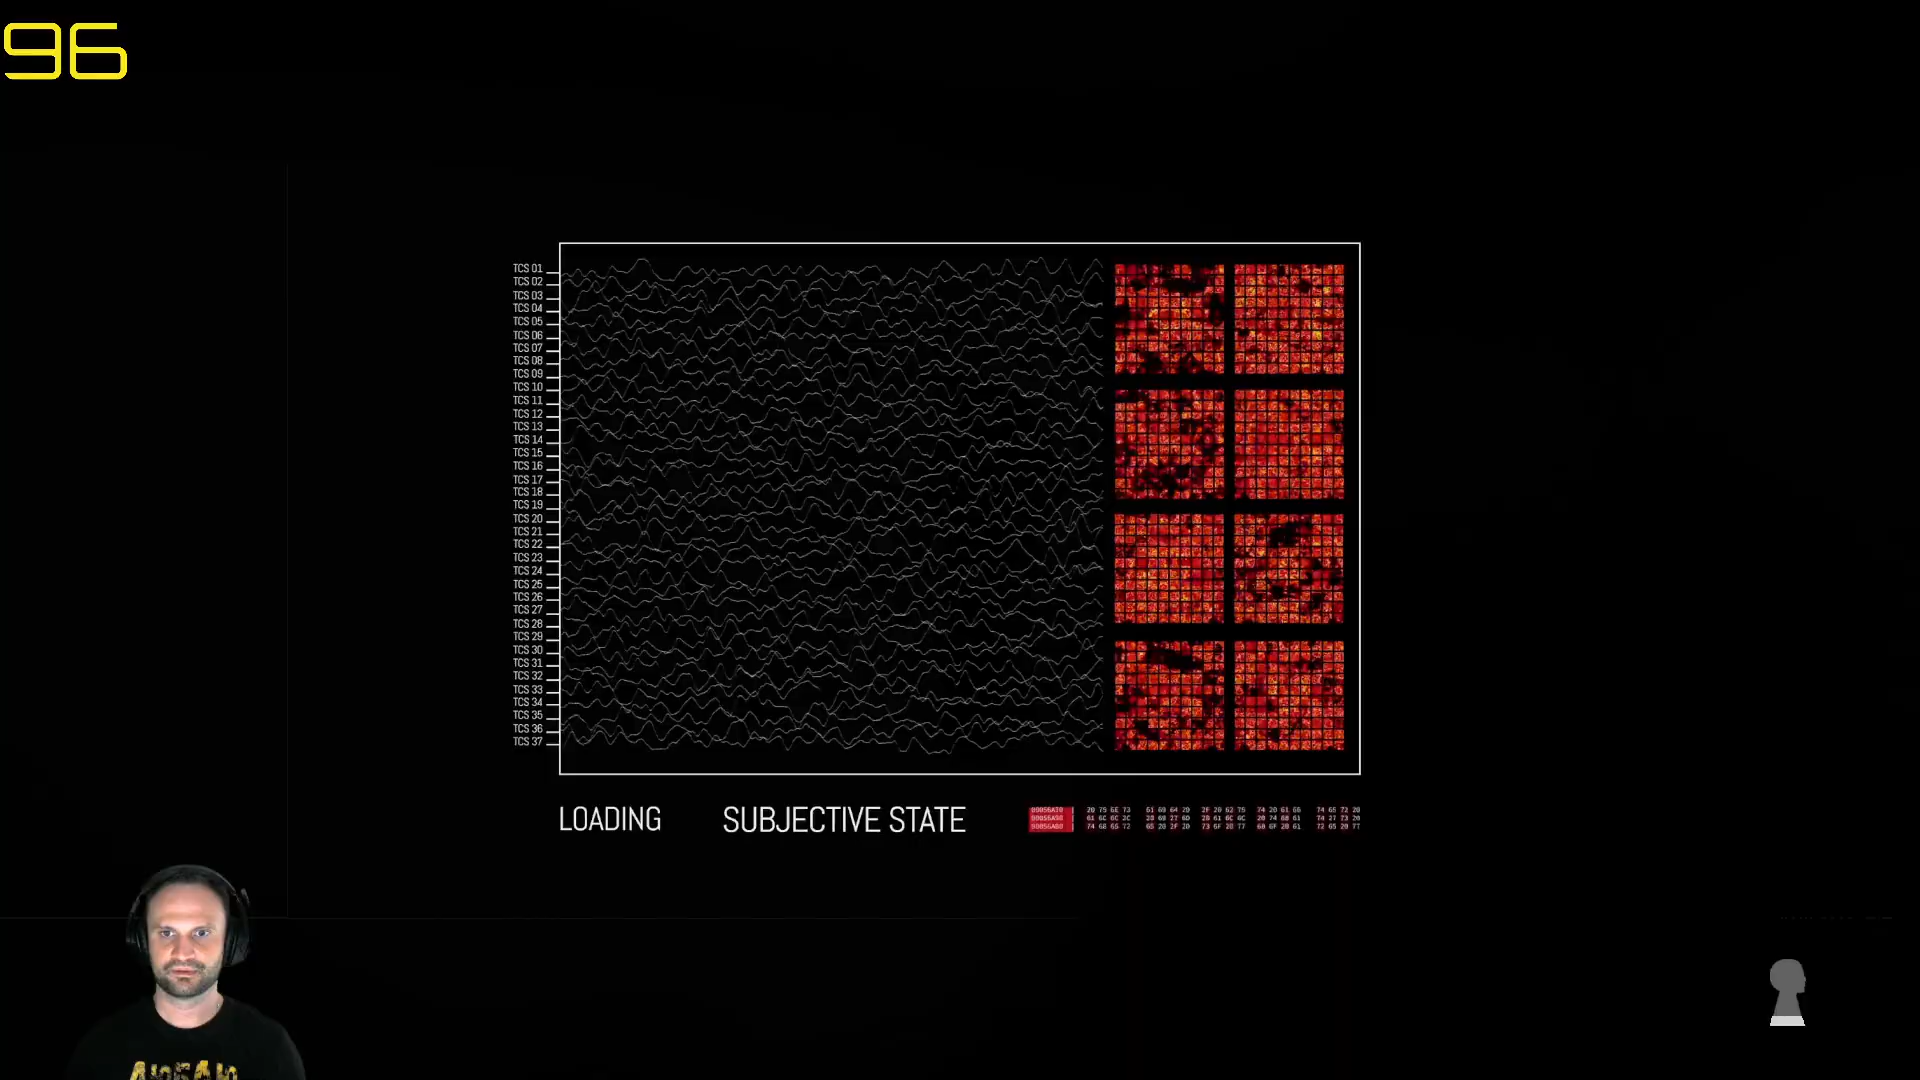 96
TCS 01
TCS 02
TCS 03
TCS 04
TCS 05
TCS 06
TCS 07
TCS 08
TCS 09
TCS 10
TCS 11
TCS 12
TCS 13
TCS 14
TCS 15
TCS 16
TCS 17
TCS 18
TCS 19
TCS 20
TCS 21
TCS 22
TCS 23
TCS 24
TCS 25
TCS 26
TCS 27
TCS 28
TCS 29
TCS 30
TCS 31
TCS 32
TCS 33
TCS 34
TCS 35
TCS 36
TCS 37
LOADING SUBJECTIVE STATE